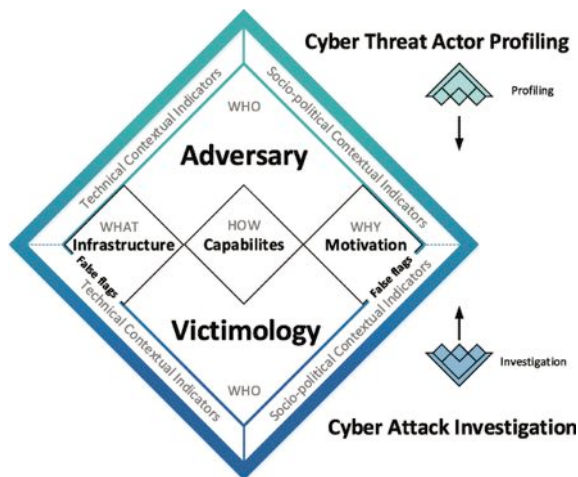 Cyber Threat Actor Profiling
Profiling
Technical Contextual Indicators
Socio-political Contextual Indicators
WHO
Adversary
WHAT
Infrastructure
HOW
Capabilites
WHY
Motivation
False flags
False flags
Technical Contextual Indicators
Socio-political Contextual Indicators
Victimology
WHO
Investigation
Cyber Attack Investigation